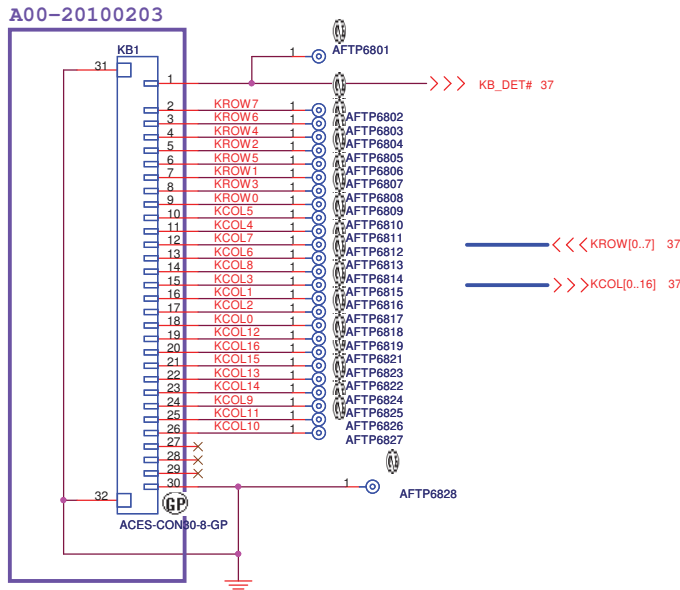 A00-20100203
KB1
31
1 AFTP6801
1 KB_DET# 37
2 KROW7 1 AFTP6802
3 KROW6 1 AFTP6803
4 KROW4 1 AFTP6804
5 KROW2 1 AFTP6805
6 KROW5 1 AFTP6806
7 KROW1 1 AFTP6807
8 KROW3 1 AFTP6808
9 KROW0 1 AFTP6809
10 KCOL5 1 AFTP6810
11 KCOL4 1 AFTP6811
12 KCOL7 1 AFTP6812
13 KCOL6 1 AFTP6813
14 KCOL8 1 AFTP6814
15 KCOL3 1 AFTP6815
16 KCOL1 1 AFTP6816
17 KCOL2 1 AFTP6817
18 KCOL0 1 AFTP6818
19 KCOL12 1 AFTP6819
20 KCOL16 1 AFTP6821
21 KCOL15 1 AFTP6823
22 KCOL13 1 AFTP6822
23 KCOL14 1 AFTP6824
24 KCOL9 1 AFTP6825
25 KCOL11 1 AFTP6826
26 KCOL10 1 AFTP6827
27
28
29
30 1 AFTP6828
32
GP
ACES-CON30-8-GP
KROW[0..7] 37
KCOL[0..16] 37